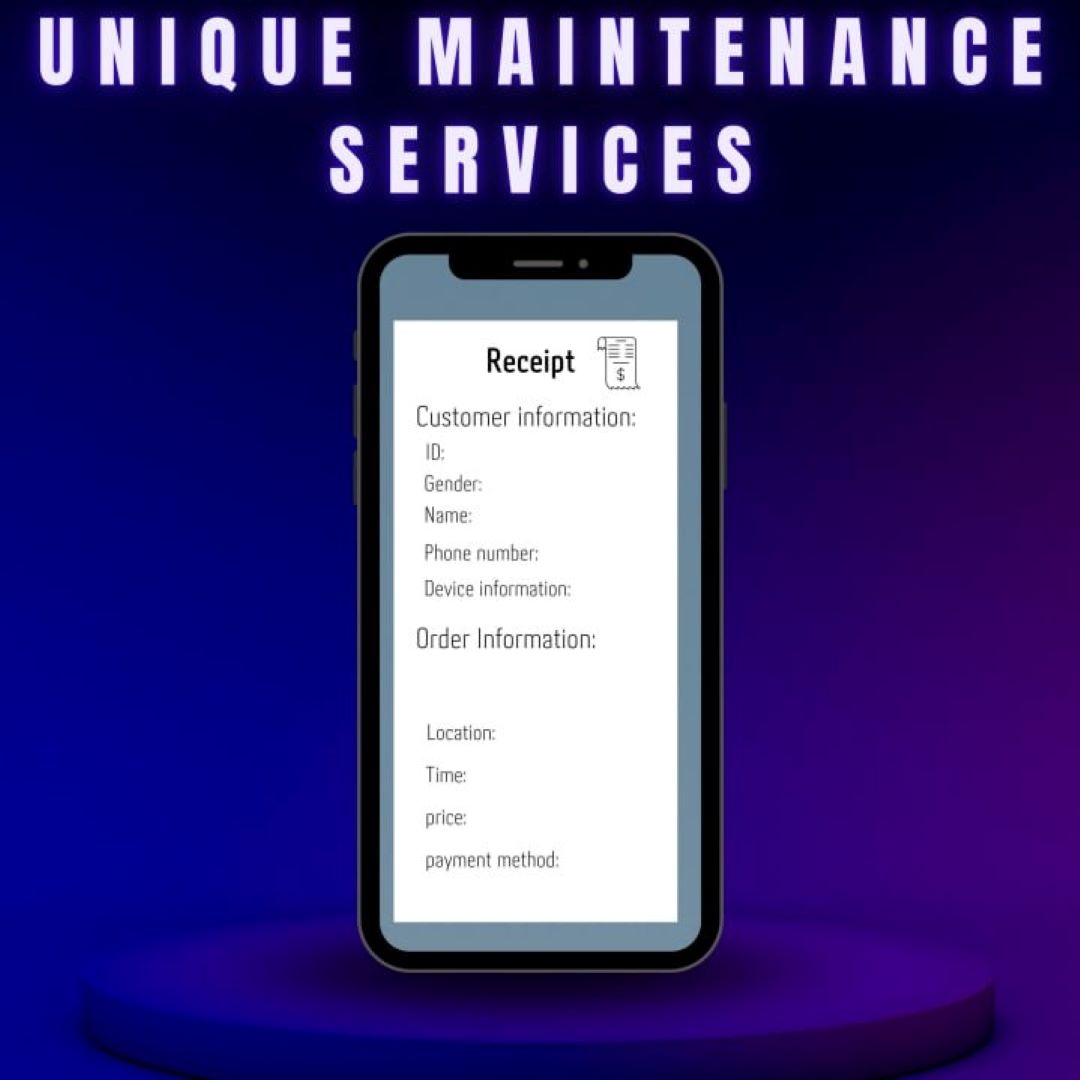 UNIQUE MAINTENANCE
SERVICES
Receipt
$
Customer information:
ID:
Gender:
Name:
Phone number:
Device information:
Order Information:
Location:
Time:
price:
payment method: